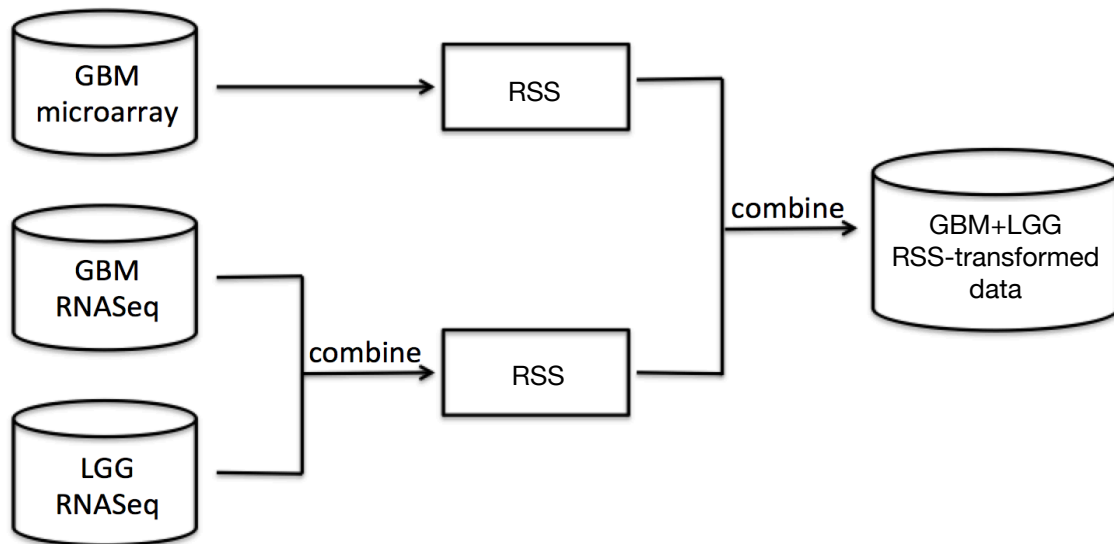 GBM
microarray
RSS
GBM
RNASeq
combine
RSS
LGG
RNASeq
combine
GBM+LGG
RSS-transformed
data